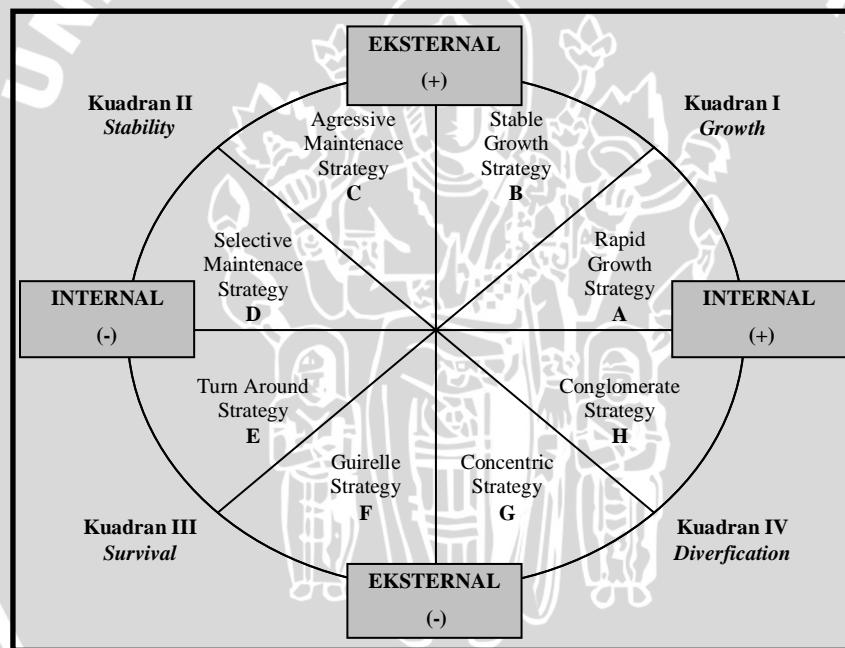 EKSTERNAL
(+)
Kuadran II
Stability
Agressive
Maintenace
Strategy
C
Stable
Growth
Strategy
B
Kuadran I
Growth
Selective
Maintenace
Strategy
D
Rapid
Growth
Strategy
A
INTERNAL
(-)
INTERNAL
(+)
Turn Around
Strategy
E
Conglomerate
Strategy
H
Guirelle
Strategy
F
Concentric
Strategy
G
Kuadran III
Survival
Kuadran IV
Diverfication
EKSTERNAL
(-)